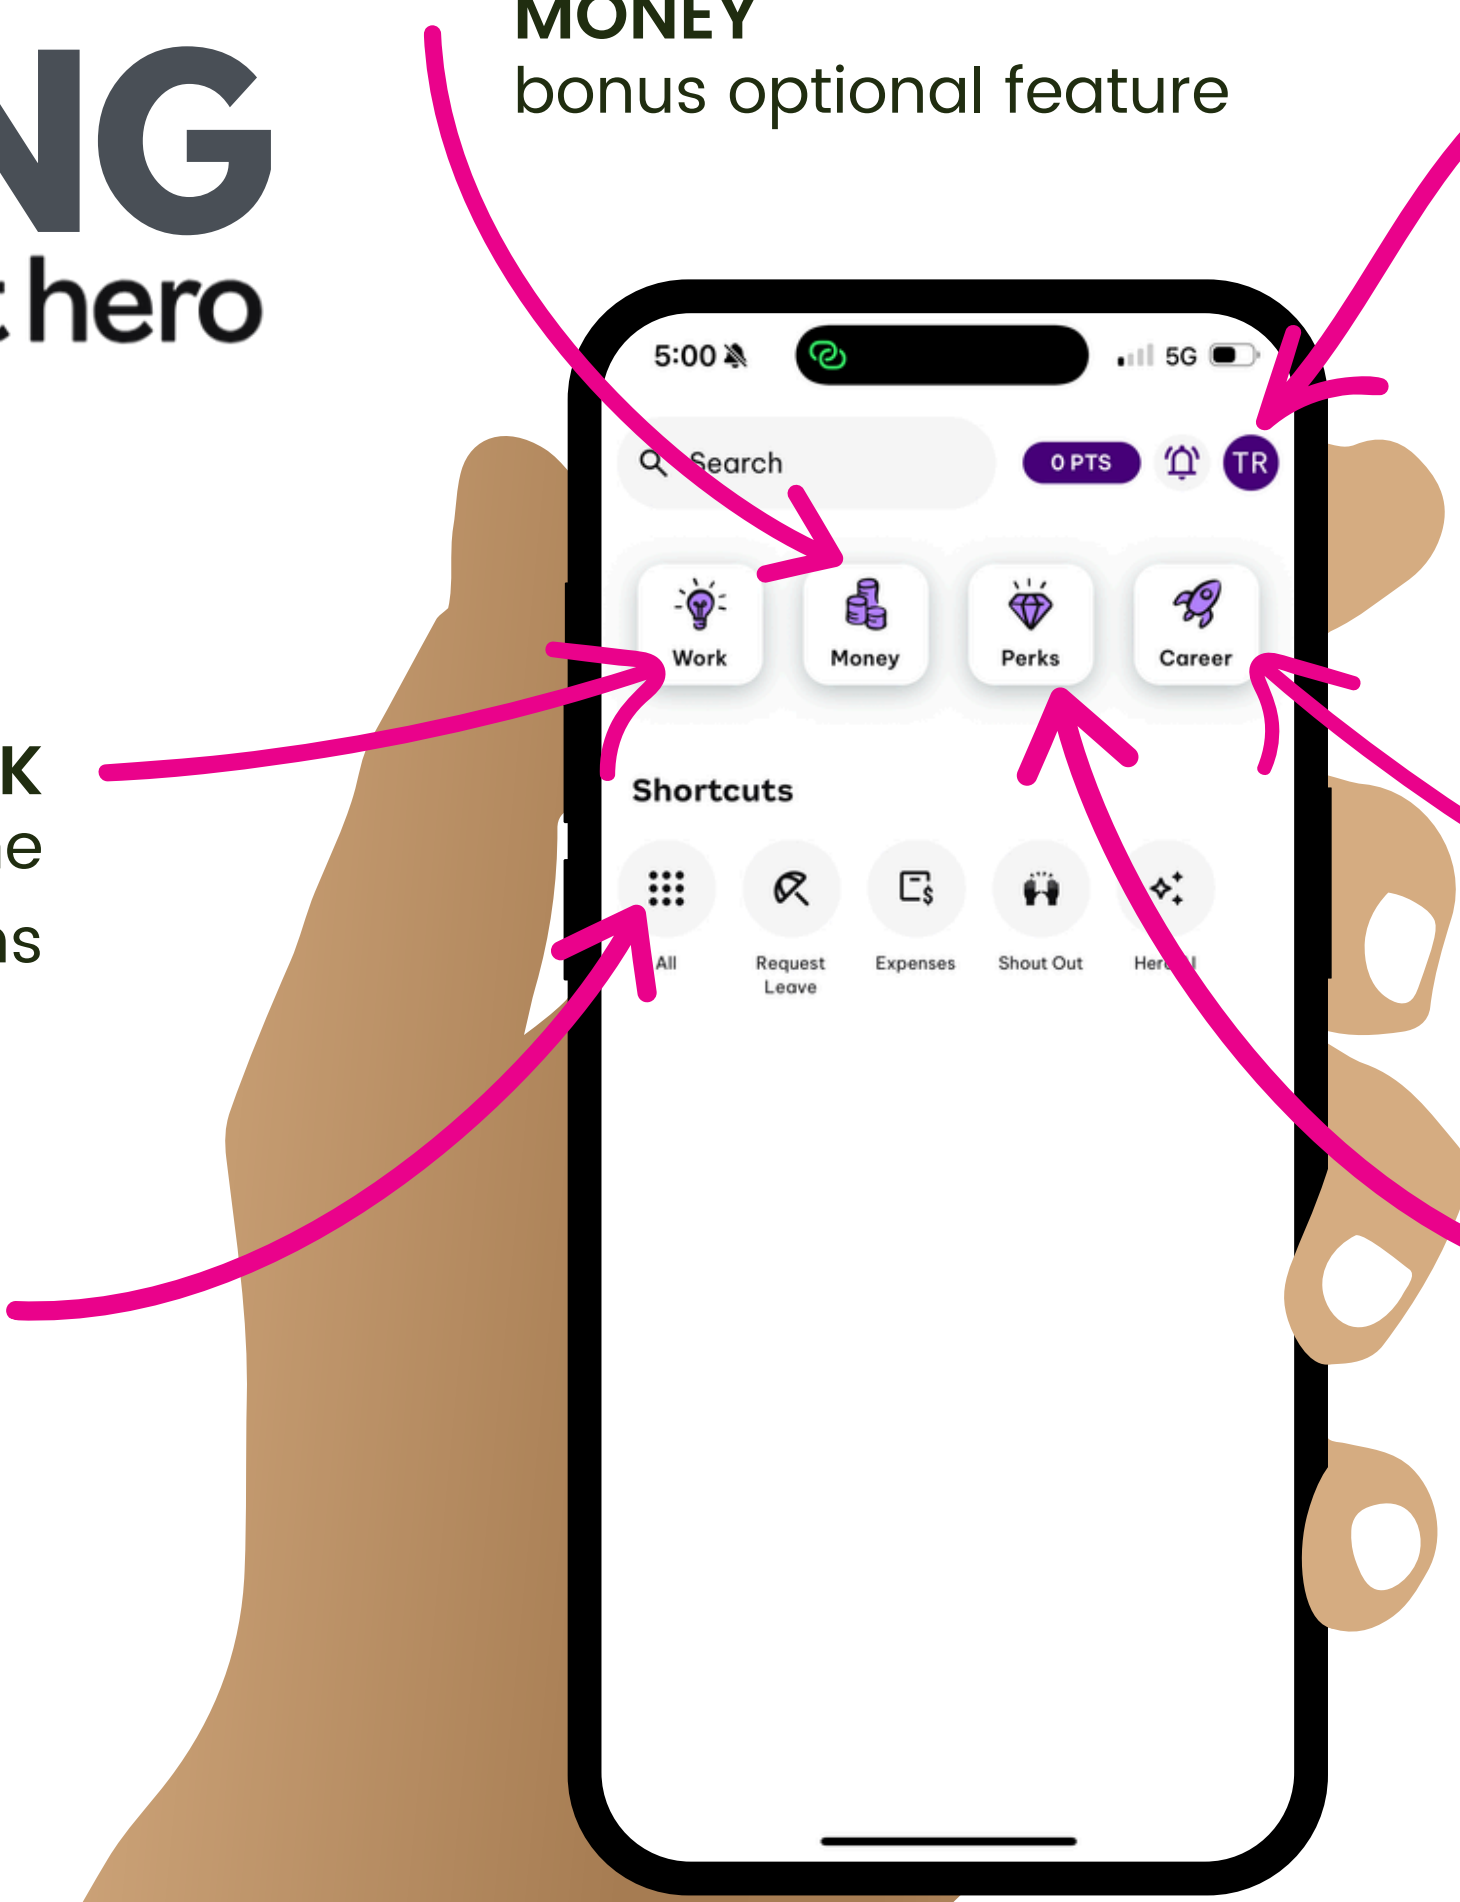 MONEY
bonus optional feature
NG
hero
5:00
5G
Search
0 PTS
TR
Work
Money
Perks
Career
K
e
s
Shortcuts
All
Request
Leave
Expenses
Shout Out